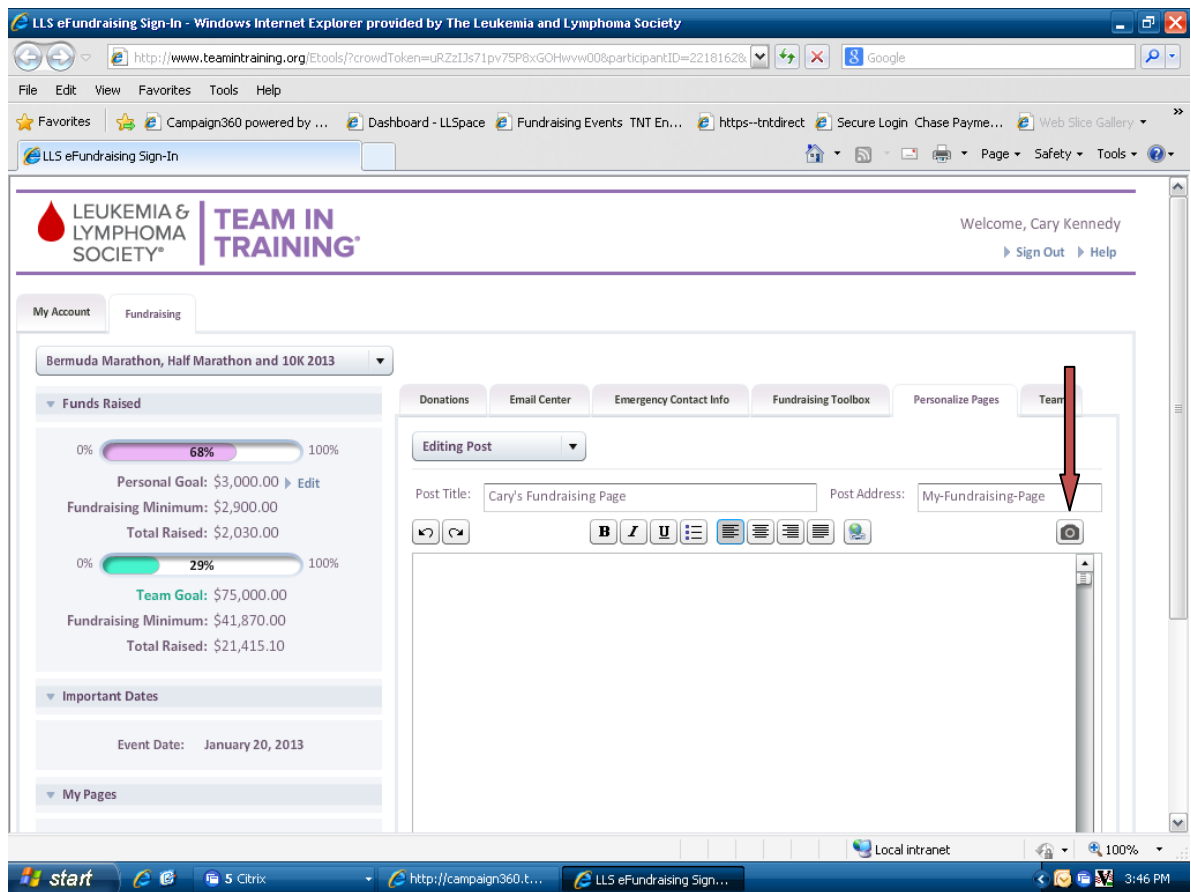 LLS eFundraising Sign-In - Windows Internet Explorer provided by The Leukemia and Lymphoma Society
http://www.teamintraining.org/Etools/?crowdToken=uRZzIJs71pv75P8xGOHwvw00&participantID=22181628& Google
File Edit View Favorites Tools Help
Favorites Campaign360 powered by ... Dashboard - LLSpace Fundraising Events TNT En... https--tntdirect Secure Login Chase Payme... Web Slice Gallery
LLS eFundraising Sign-In Page Safety Tools
LEUKEMIA &
LYMPHOMA
SOCIETY®
TEAM IN
TRAINING®
Welcome, Cary Kennedy
Sign Out Help
My Account Fundraising
Bermuda Marathon, Half Marathon and 10K 2013
Funds Raised
0% 68% 100%
Personal Goal: $3,000.00 Edit
Fundraising Minimum: $2,900.00
Total Raised: $2,030.00
0% 29% 100%
Team Goal: $75,000.00
Fundraising Minimum: $41,870.00
Total Raised: $21,415.10
Important Dates
Event Date: January 20, 2013
My Pages
Donations Email Center Emergency Contact Info Fundraising Toolbox Personalize Pages Team
Editing Post
Post Title: Cary's Fundraising Page Post Address: My-Fundraising-Page
B I U
Local intranet 100%
start 5 Citrix http://campaign360.t... LLS eFundraising Sign... 3:46 PM